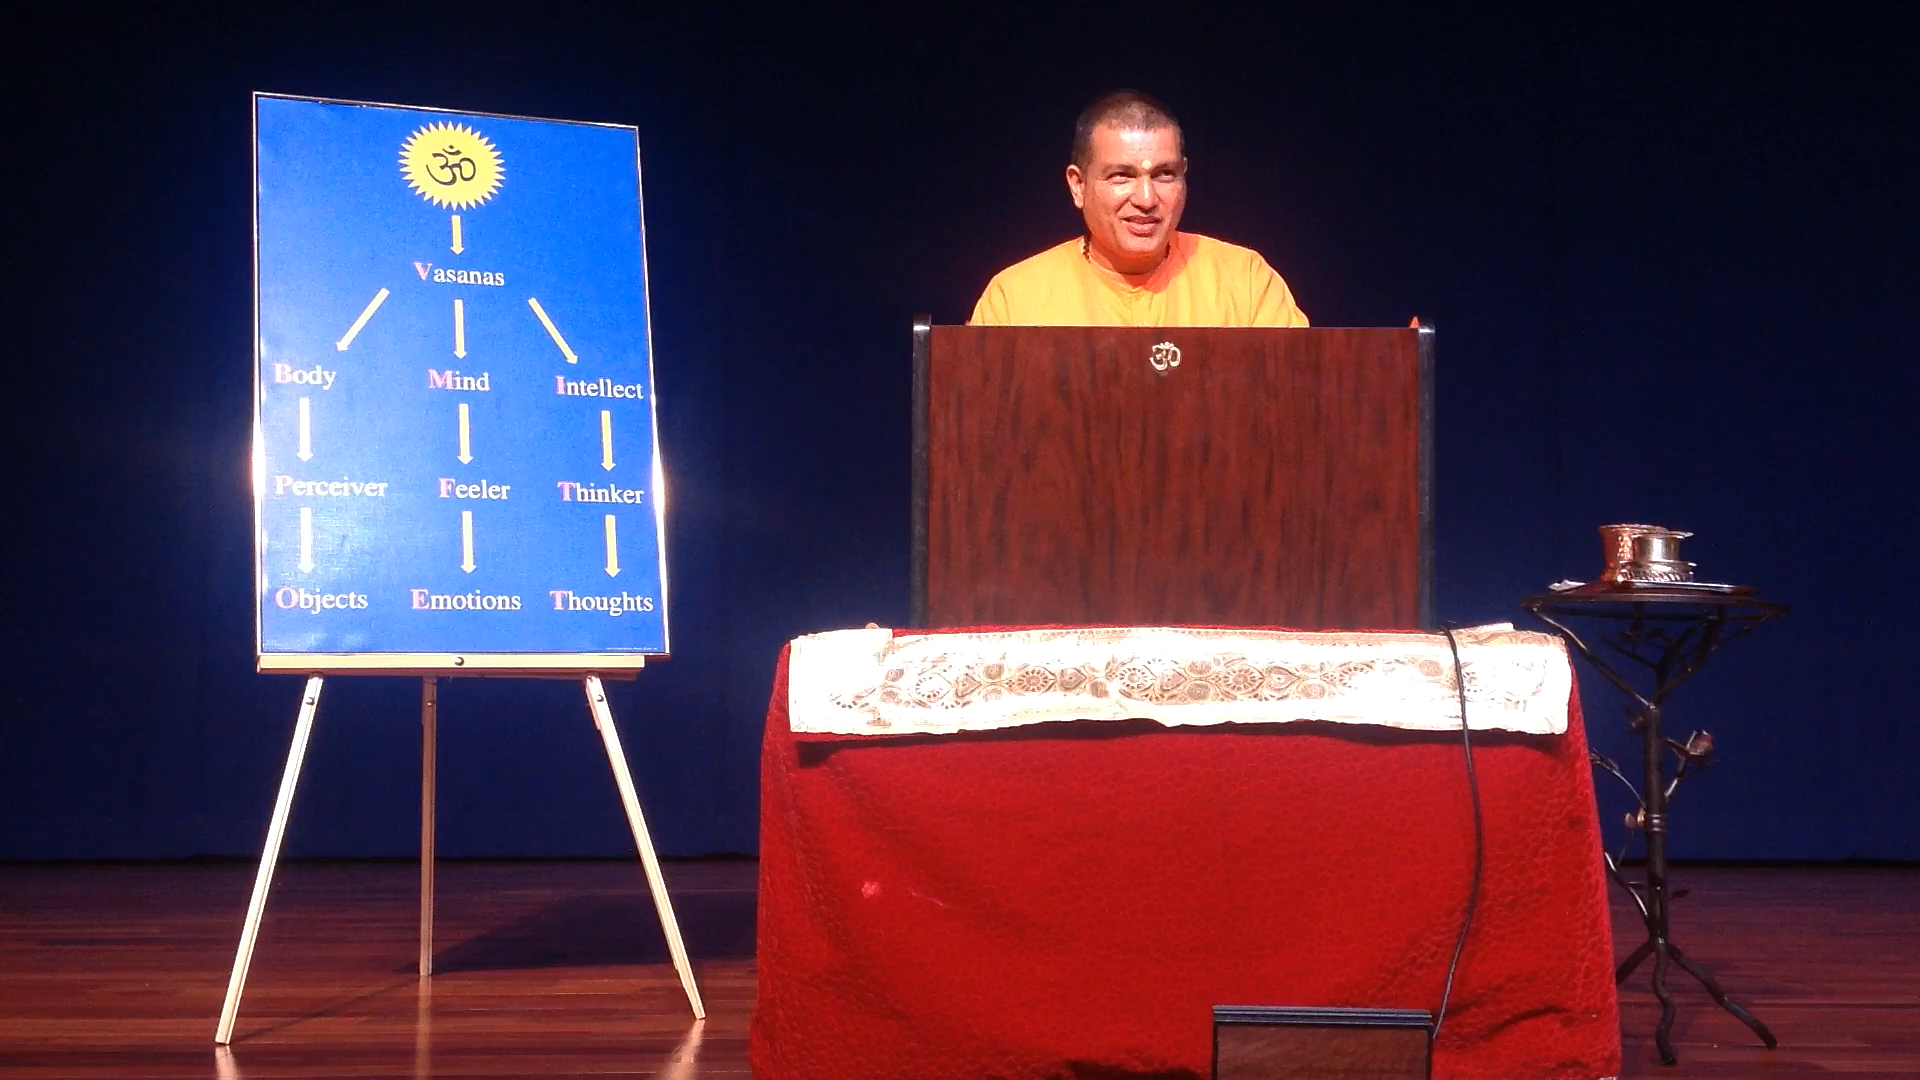 ॐ
Vasanas
Body Mind Intellect
Perceiver Feeler Thinker
Objects Emotions Thoughts
ॐ